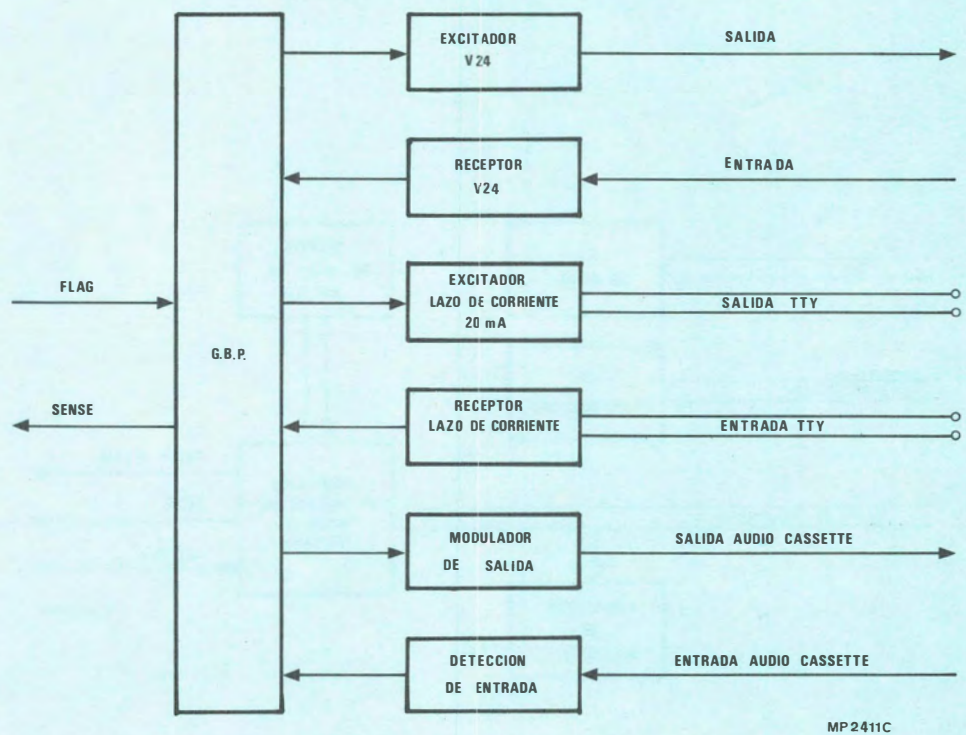 EXCITADOR
V24
SALIDA
RECEPTOR
V24
ENTRADA
FLAG
EXCITADOR
LAZO DE CORRIENTE
20 mA
SALIDA TTY
G.B.P.
SENSE
RECEPTOR
LAZO DE CORRIENTE
ENTRADA TTY
MODULADOR
DE SALIDA
SALIDA AUDIO CASSETTE
DETECCION
DE ENTRADA
ENTRADA AUDIO CASSETTE
MP2411C